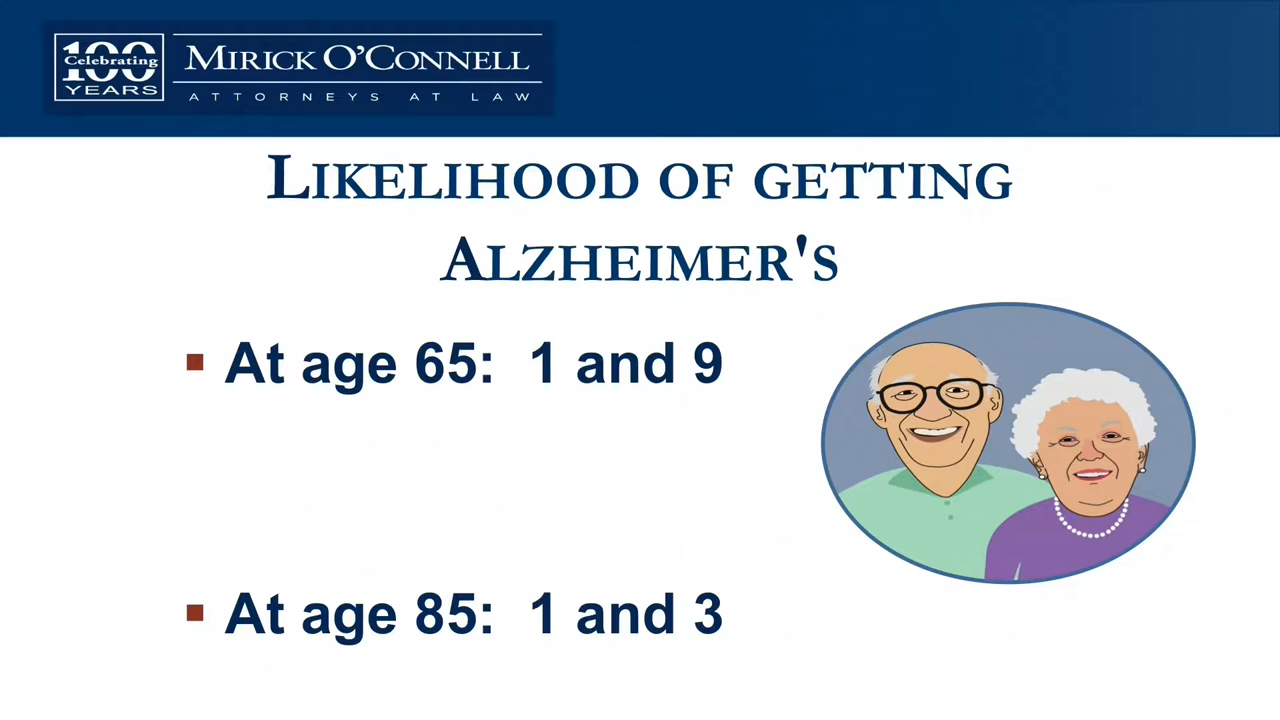 100
Celebrating
YEARS
MIRICK O'CONNELL
ATTORNEYS AT LAW
LIKELIHOOD OF GETTING
ALZHEIMER'S
At age 65: 1 and 9
At age 85: 1 and 3